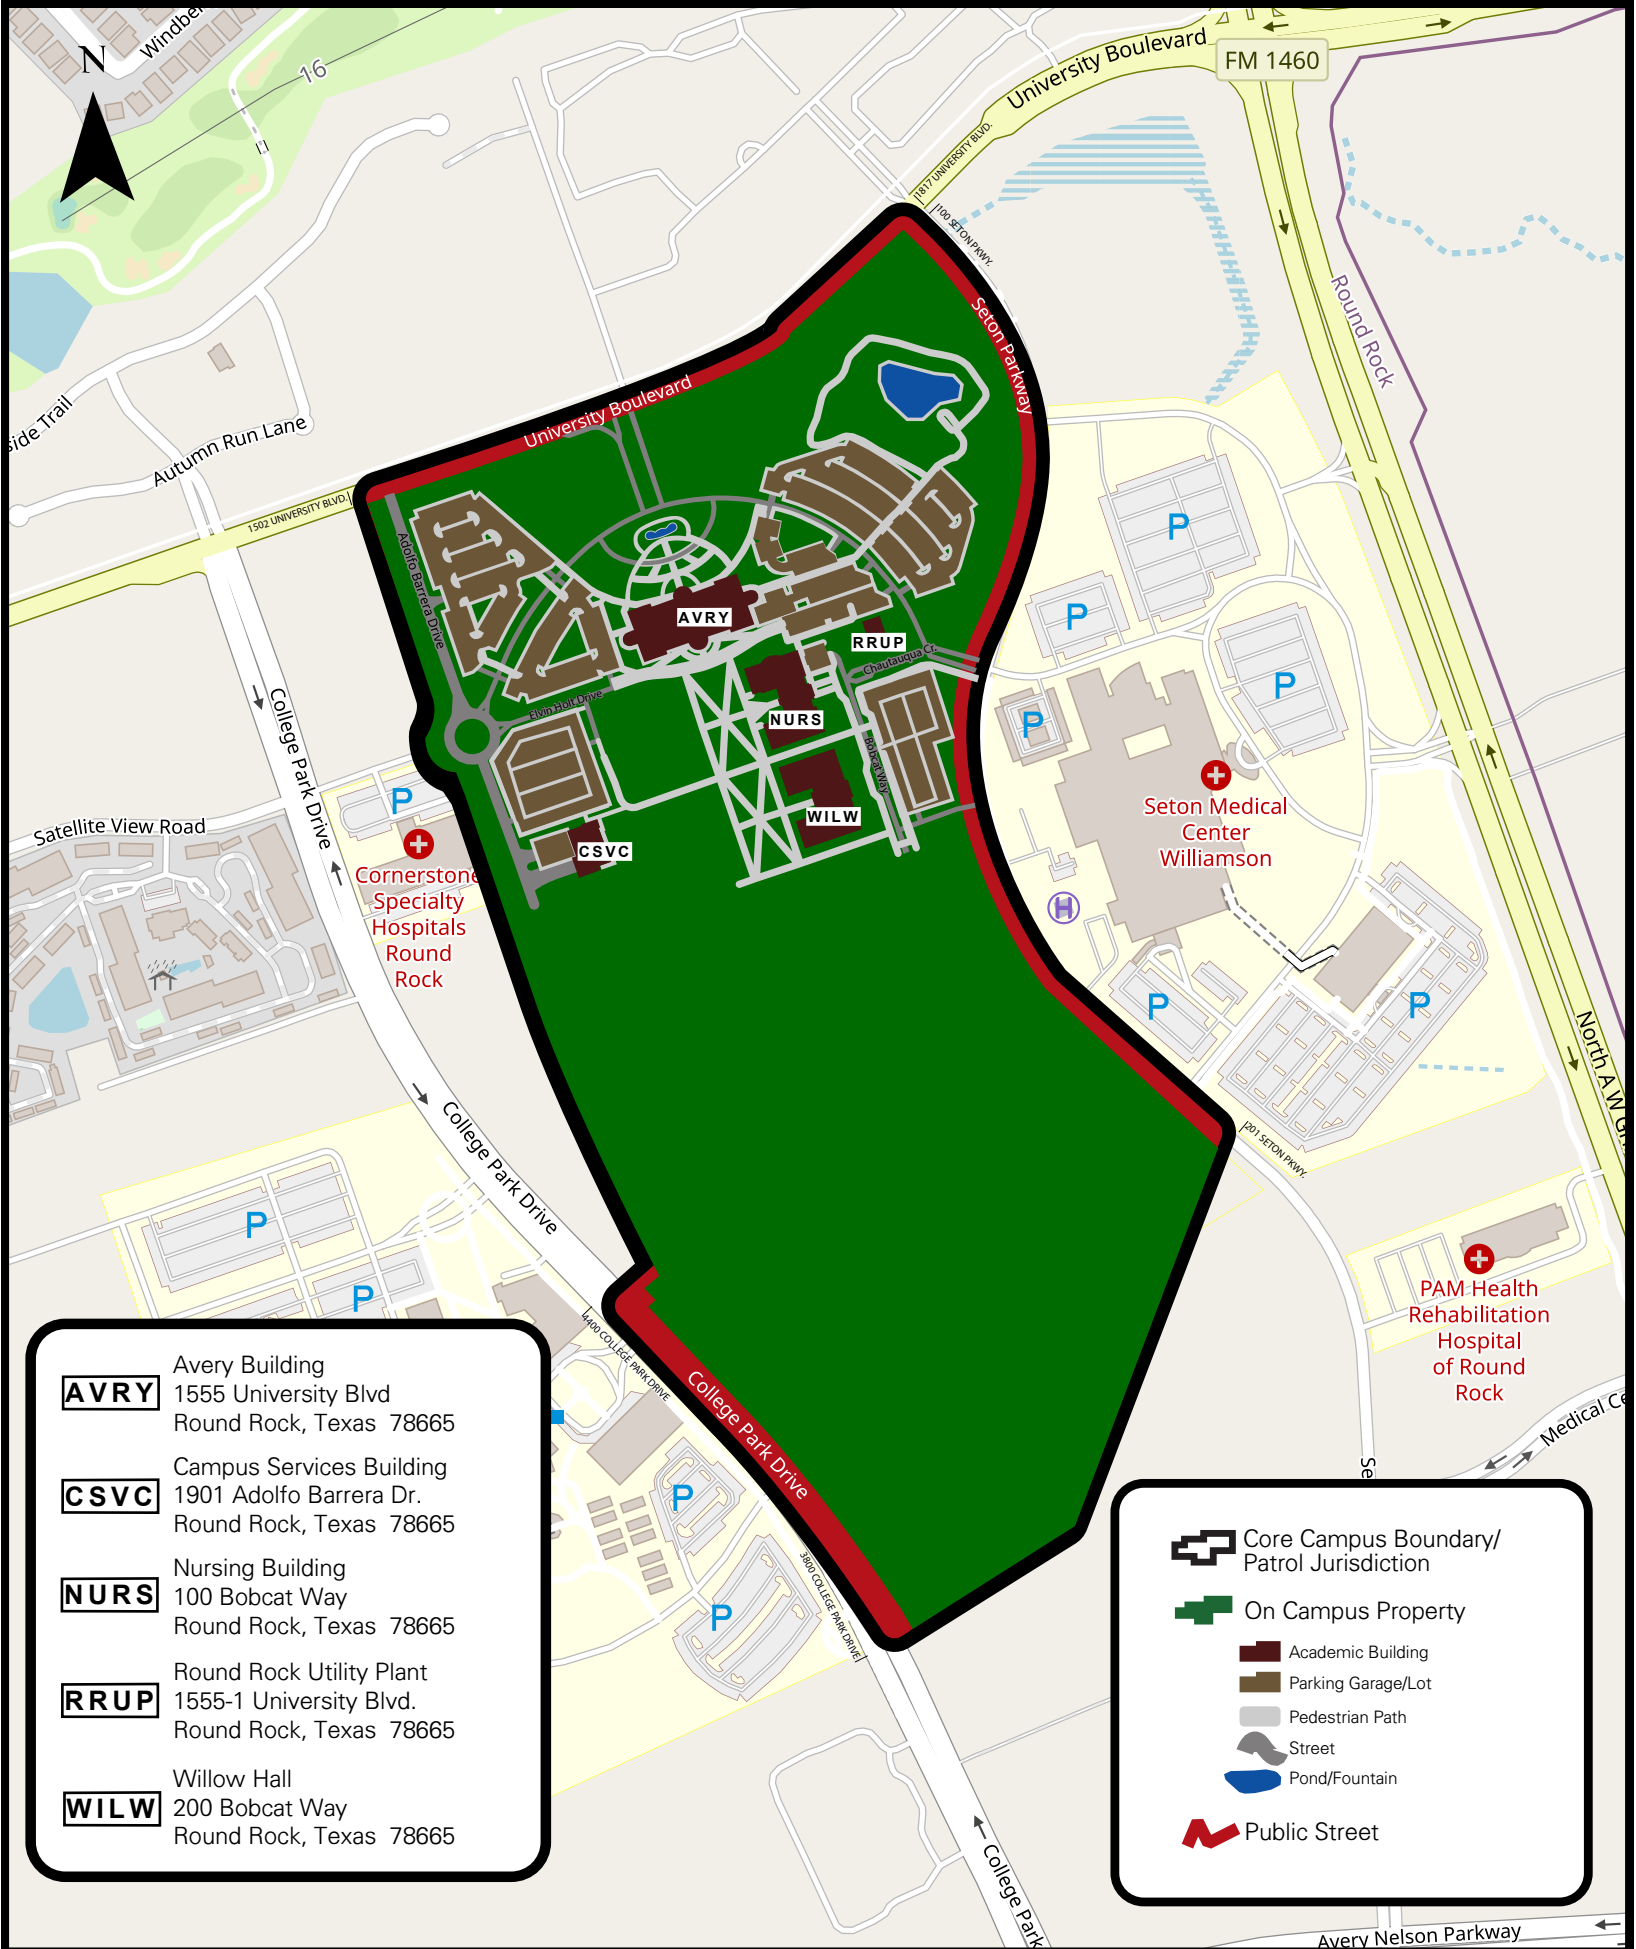 N
Windber
16
University Boulevard
FM 1460
1817 UNIVERSITY BLVD.
100 SETON PKWY.
Round Rock
Seton Parkway
University Boulevard
side Trail
Autumn Run Lane
1502 UNIVERSITY BLVD.
Adolfo Barrera Drive
AVRY
RRUP
Chautauqua Cr.
Elvin Holt Drive
NURS
Bobcat Way
WILW
CSVC
College Park Drive
Satellite View Road
P
P
P
P
P
P
P
Cornerstone
Specialty
Hospitals
Round
Rock
Seton Medical
Center
Williamson
H
North A W Gri
College Park Drive
201 SETON PKWY.
P
P
PAM Health
Rehabilitation
Hospital
of Round
Rock
4400 COLLEGE PARK DRIVE
College Park Drive
Medical Ce
Se
P
P
3800 COLLEGE PARK DRIVE
College Park
Avery Nelson Parkway
AVRY
Avery Building
1555 University Blvd
Round Rock, Texas 78665
CSVC
Campus Services Building
1901 Adolfo Barrera Dr.
Round Rock, Texas 78665
NURS
Nursing Building
100 Bobcat Way
Round Rock, Texas 78665
RRUP
Round Rock Utility Plant
1555-1 University Blvd.
Round Rock, Texas 78665
WILW
Willow Hall
200 Bobcat Way
Round Rock, Texas 78665
Core Campus Boundary/
Patrol Jurisdiction
On Campus Property
Academic Building
Parking Garage/Lot
Pedestrian Path
Street
Pond/Fountain
Public Street